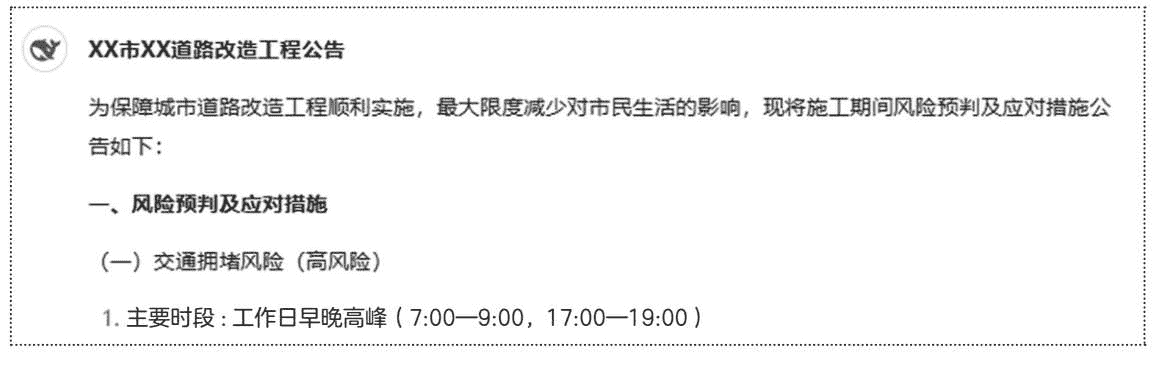 XX市XX道路改造工程公告
为保障城市道路改造工程顺利实施，最大限度减少对市民生活的影响，现将施工期间风险预判及应对措施公
告如下：
一、风险预判及应对措施
（一）交通拥堵风险（高风险）
1. 主要时段：工作日早晚高峰（7:00—9:00，17:00—19:00）